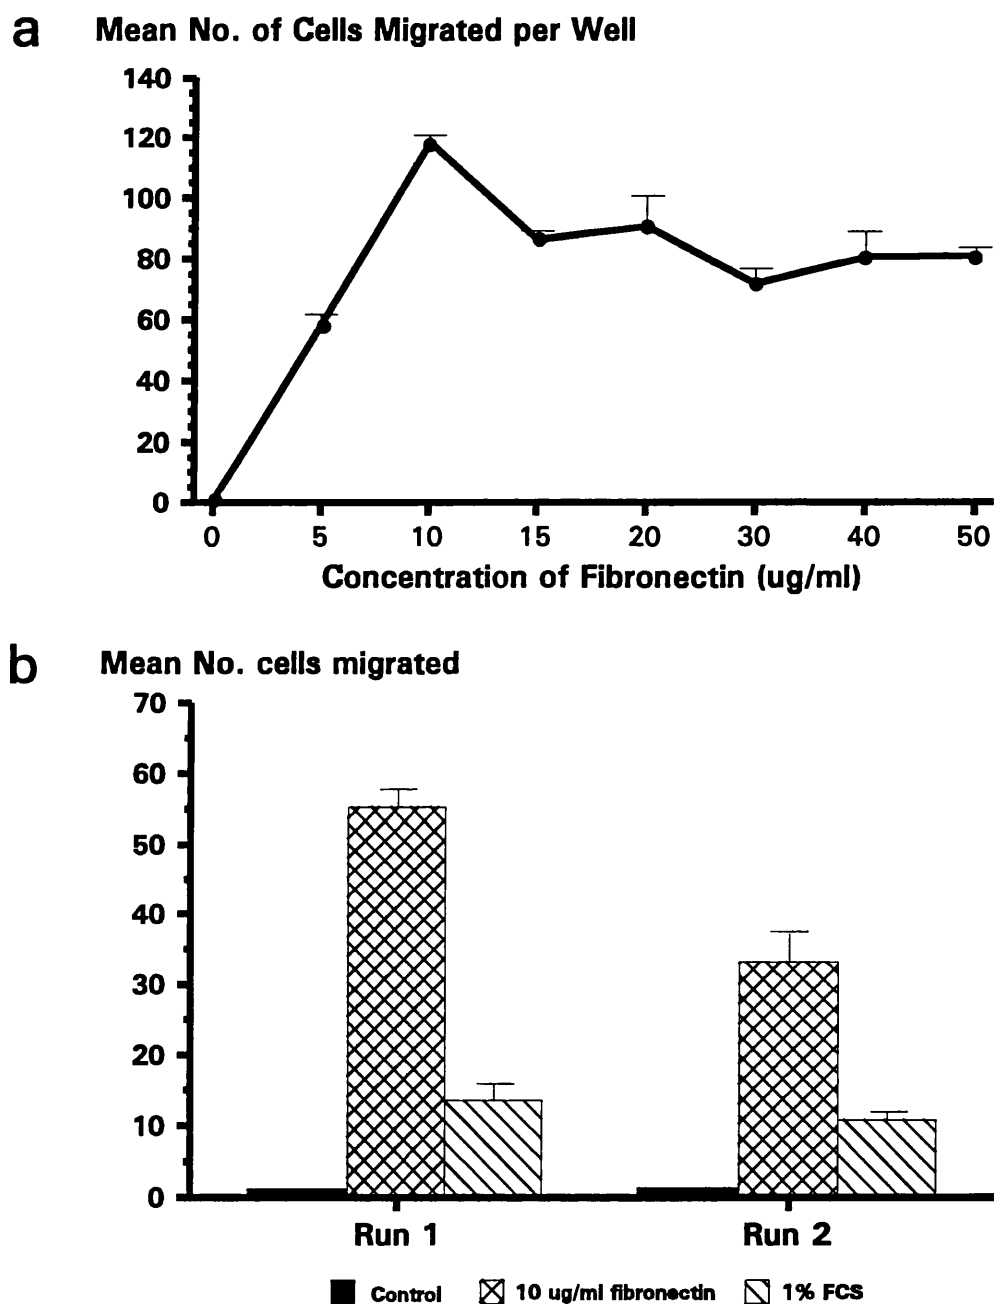 a Mean No. of Cells Migrated per Well
140
120
100
80
60
40
20
0
0 5 10 15 20 30 40 50
Concentration of Fibronectin (ug/ml)
b Mean No. cells migrated
70
60
50
40
30
20
10
0
Run 1 Run 2
Control 10 ug/ml fibronectin 1% FCS